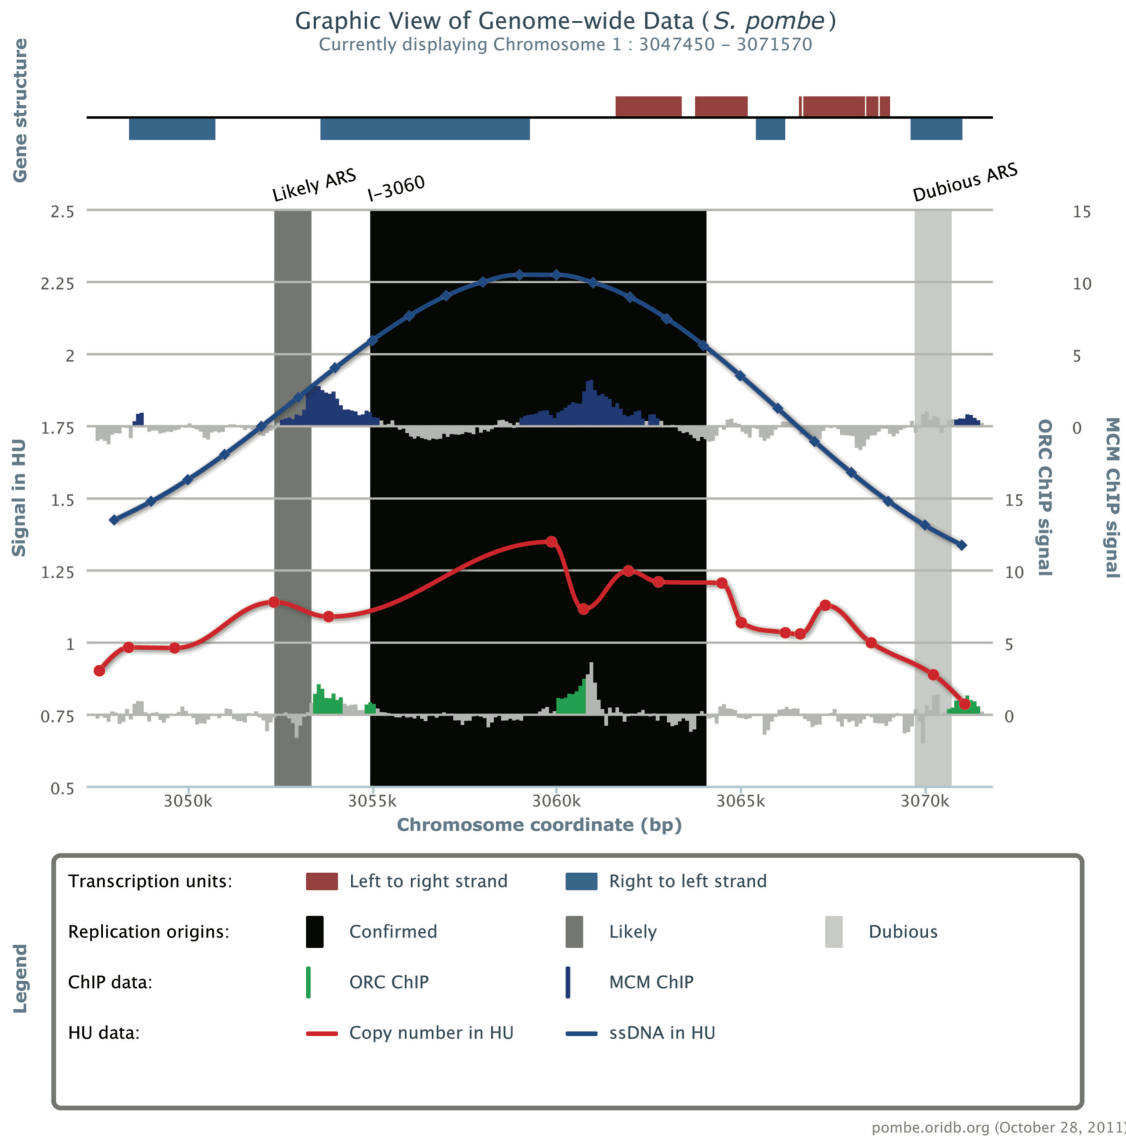 Graphic View of Genome-wide Data (S. pombe)
Currently displaying Chromosome 1 : 3047450 - 3071570
Gene structure
Likely ARS
I-3060
Dubious ARS
2.5
2.25
2
1.75
1.5
1.25
1
0.75
0.5
Signal in HU
15
10
5
0
15
10
5
0
ORC ChIP signal
MCM ChIP signal
3050k 3055k 3060k 3065k 3070k
Chromosome coordinate (bp)
Legend
Transcription units: Left to right strand Right to left strand
Replication origins: Confirmed Likely Dubious
ChIP data: ORC ChIP MCM ChIP
HU data: Copy number in HU ssDNA in HU
pombe.oridb.org (October 28, 2011)